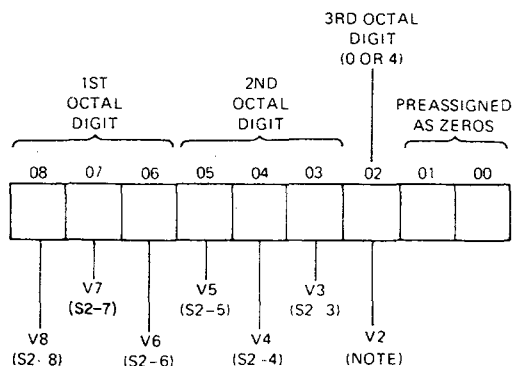 3RD OCTAL
DIGIT
(0 OR 4)
1ST
OCTAL
DIGIT
2ND
OCTAL
DIGIT
PREASSIGNED
AS ZEROS
08 07 06 05 04 03 02 01 00
V7
(S2-7)
V5
(S2-5)
V3
(S2 3)
V8
(S2- 8)
V6
(S2-6)
V4
(S2-4)
V2
(NOTE)